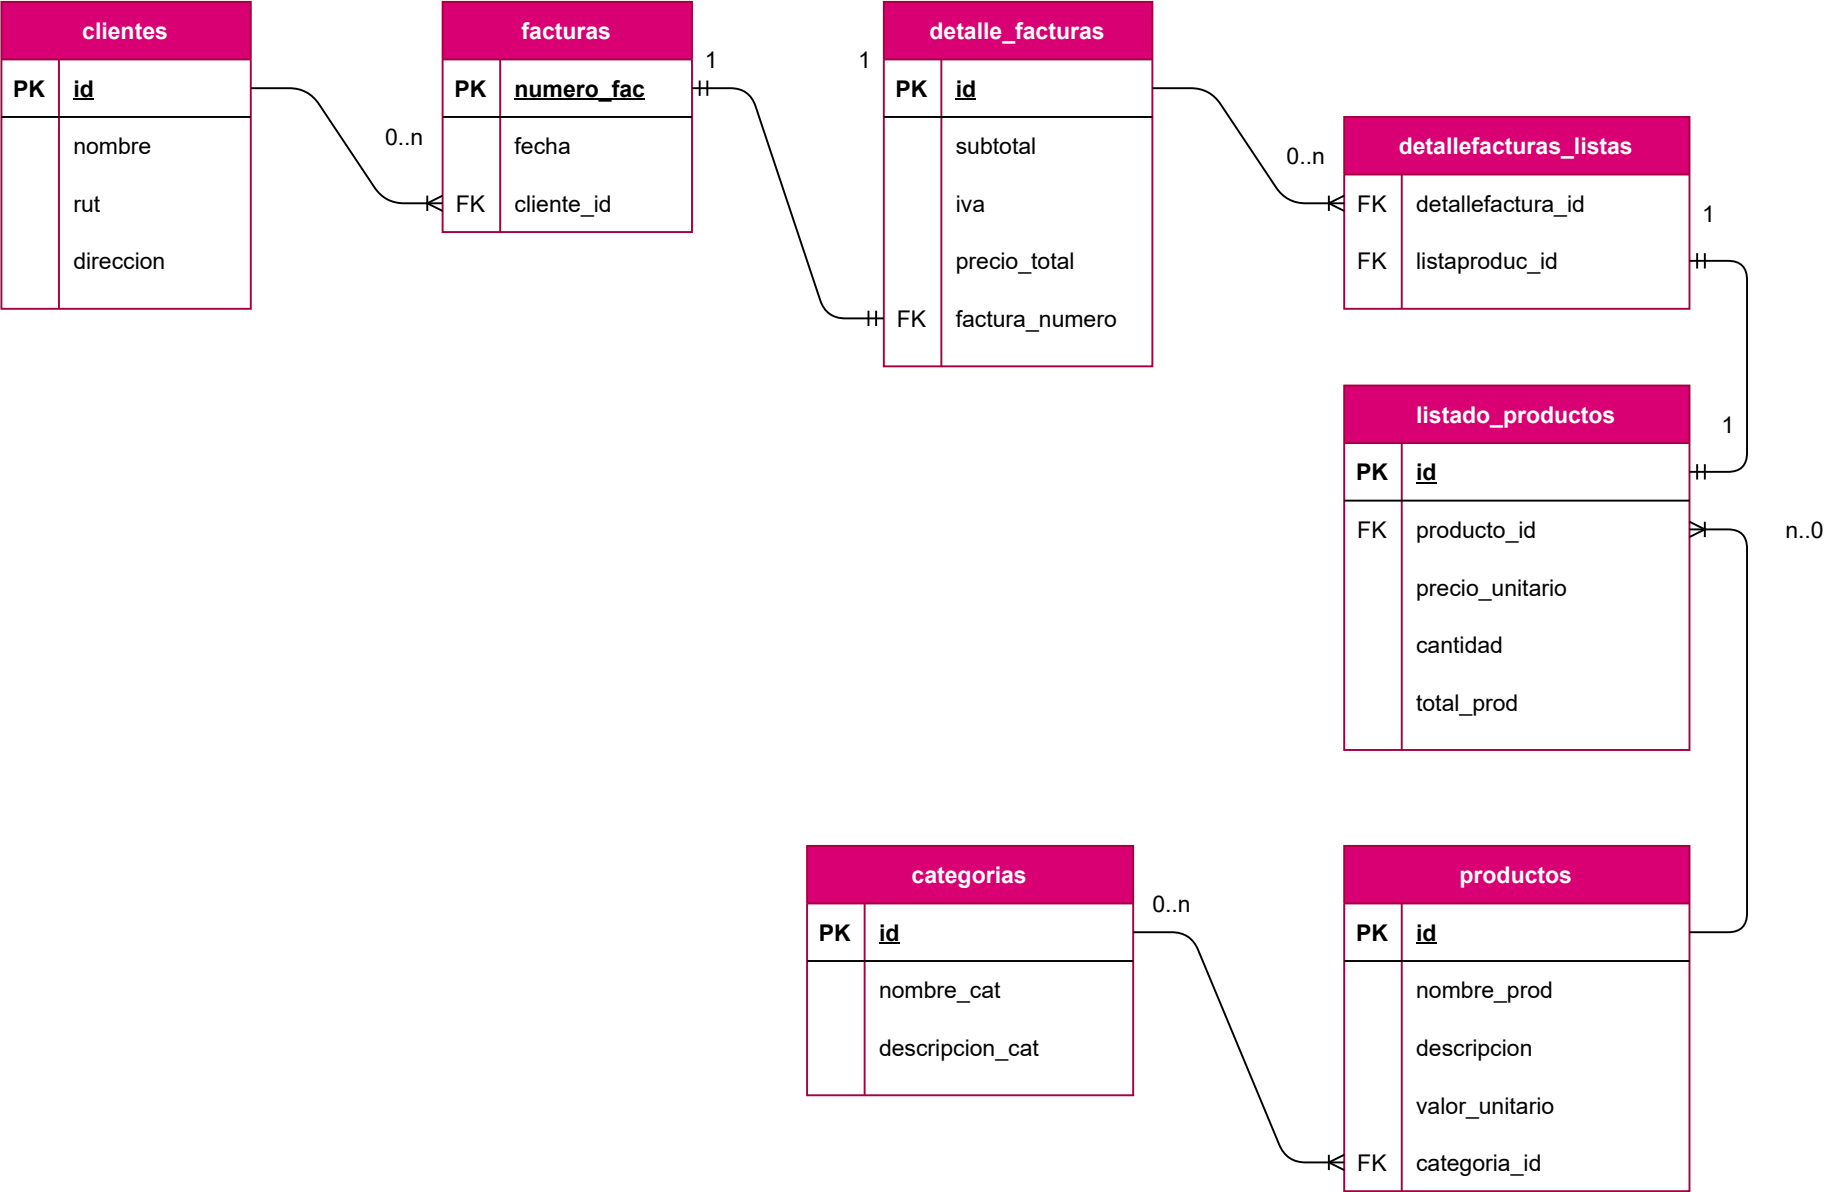 clientes
PK id
nombre
rut
direccion
0..n
facturas
PK numero_fac
fecha
FK cliente_id
1
1
detalle_facturas
PK id
subtotal
iva
precio_total
FK factura_numero
0..n
detallefacturas_listas
FK detallefactura_id
FK listaproduc_id
1
1
listado_productos
PK id
FK producto_id
precio_unitario
cantidad
total_prod
n..0
categorias
PK id
nombre_cat
descripcion_cat
0..n
productos
PK id
nombre_prod
descripcion
valor_unitario
FK categoria_id